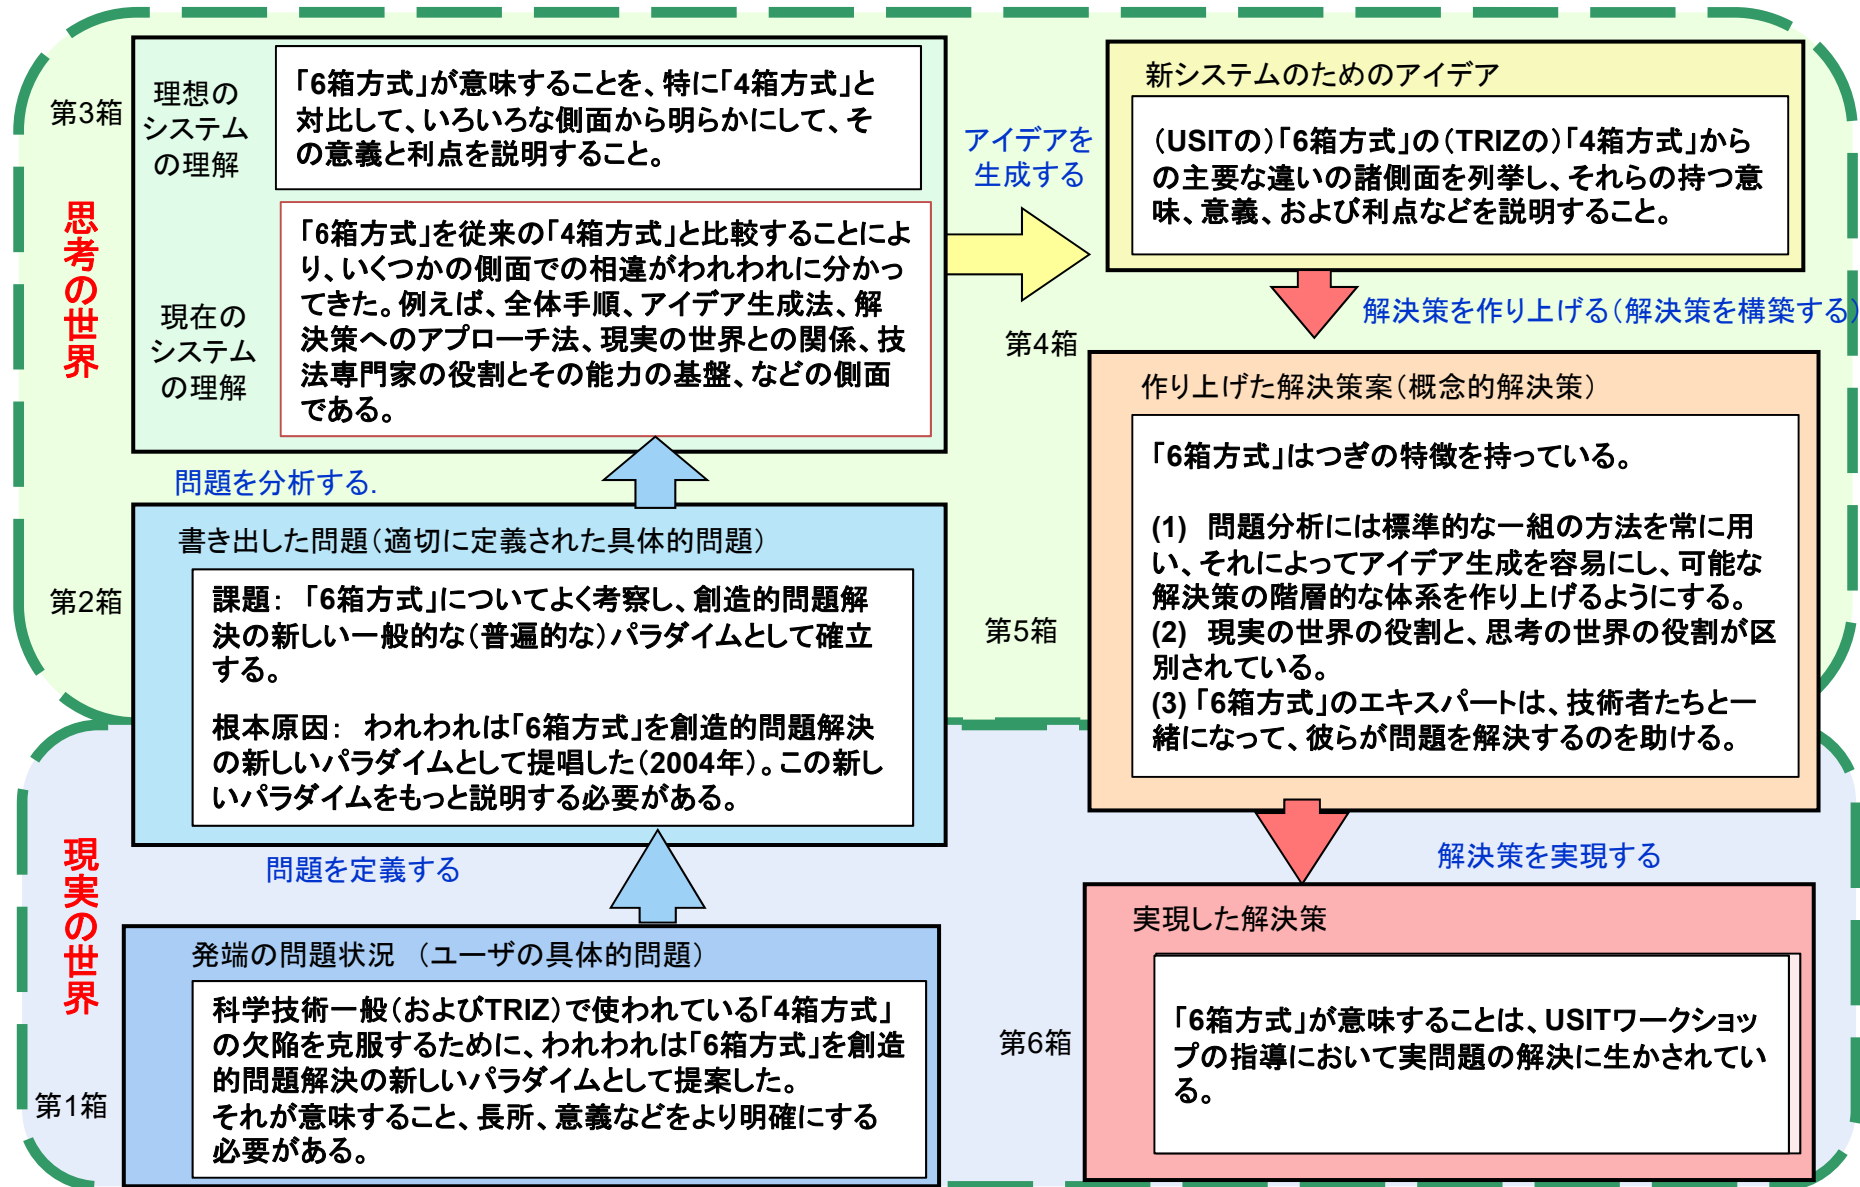 第3箱
理想の
システム
の理解
「6箱方式」が意味することを、特に「4箱方式」と
対比して、いろいろな側面から明らかにして、そ
の意義と利点を説明すること。
思考の世界
現在の
システム
の理解
「6箱方式」を従来の「4箱方式」と比較することによ
り、いくつかの側面での相違がわれわれに分かっ
てきた。例えば、全体手順、アイデア生成法、解
決策へのアプローチ法、現実の世界との関係、技
法専門家の役割とその能力の基盤、などの側面
である。
アイデアを
生成する
新システムのためのアイデア
（USITの）「6箱方式」の（TRIZの）「4箱方式」から
の主要な違いの諸側面を列挙し、それらの持つ意
味、意義、および利点などを説明すること。
第4箱
解決策を作り上げる（解決策を構築する）
問題を分析する.
第2箱
書き出した問題（適切に定義された具体的問題）
課題： 「6箱方式」についてよく考察し、創造的問題解
決の新しい一般的な（普遍的な）パラダイムとして確立
する。
根本原因： われわれは「6箱方式」を創造的問題解決
の新しいパラダイムとして提唱した（2004年）。この新し
いパラダイムをもっと説明する必要がある。
第5箱
作り上げた解決策案（概念的解決策）
「6箱方式」はつぎの特徴を持っている。
(1) 問題分析には標準的な一組の方法を常に用
い、それによってアイデア生成を容易にし、可能な
解決策の階層的な体系を作り上げるようにする。
(2) 現実の世界の役割と、思考の世界の役割が区
別されている。
(3)「6箱方式」のエキスパートは、技術者たちと一
緒になって、彼らが問題を解決するのを助ける。
現実の世界
問題を定義する
解決策を実現する
第1箱
発端の問題状況 （ユーザの具体的問題）
科学技術一般（およびTRIZ）で使われている「4箱方式」
の欠陥を克服するために、われわれは「6箱方式」を創造
的問題解決の新しいパラダイムとして提案した。
それが意味すること、長所、意義などをより明確にする
必要がある。
第6箱
実現した解決策
「6箱方式」が意味することは、USITワークショッ
プの指導において実問題の解決に生かされてい
る。